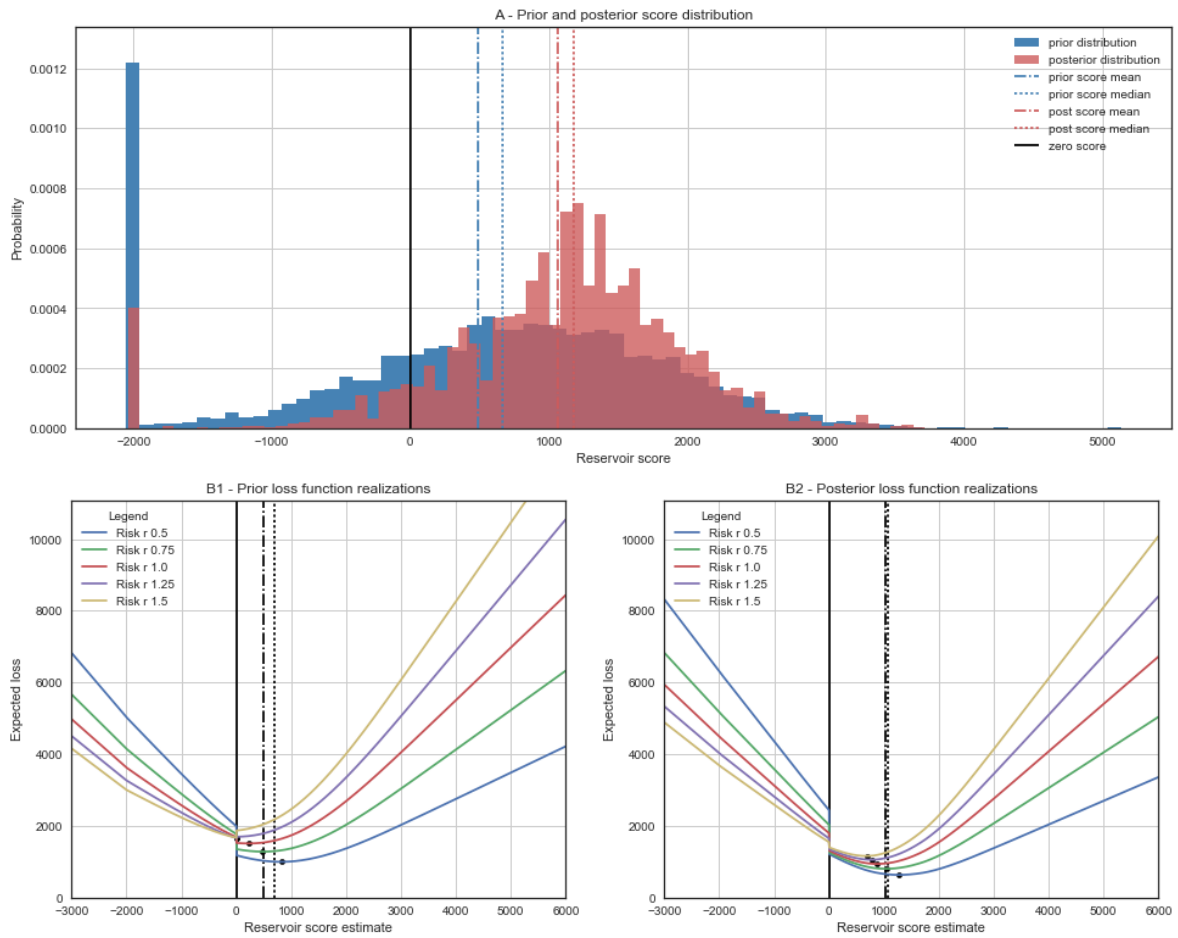 A - Prior and posterior score distribution
prior distribution
posterior distribution
prior score mean
prior score median
post score mean
post score median
zero score
Probability
0.0012
0.0010
0.0008
0.0006
0.0004
0.0002
0.0000
−2000 −1000 0 1000 2000 3000 4000 5000
Reservoir score
B1 - Prior loss function realizations
Legend
Risk r 0.5
Risk r 0.75
Risk r 1.0
Risk r 1.25
Risk r 1.5
Expected loss
10000
8000
6000
4000
2000
0
−3000 −2000 −1000 0 1000 2000 3000 4000 5000 6000
Reservoir score estimate
B2 - Posterior loss function realizations
Legend
Risk r 0.5
Risk r 0.75
Risk r 1.0
Risk r 1.25
Risk r 1.5
Expected loss
10000
8000
6000
4000
2000
0
−3000 −2000 −1000 0 1000 2000 3000 4000 5000 6000
Reservoir score estimate